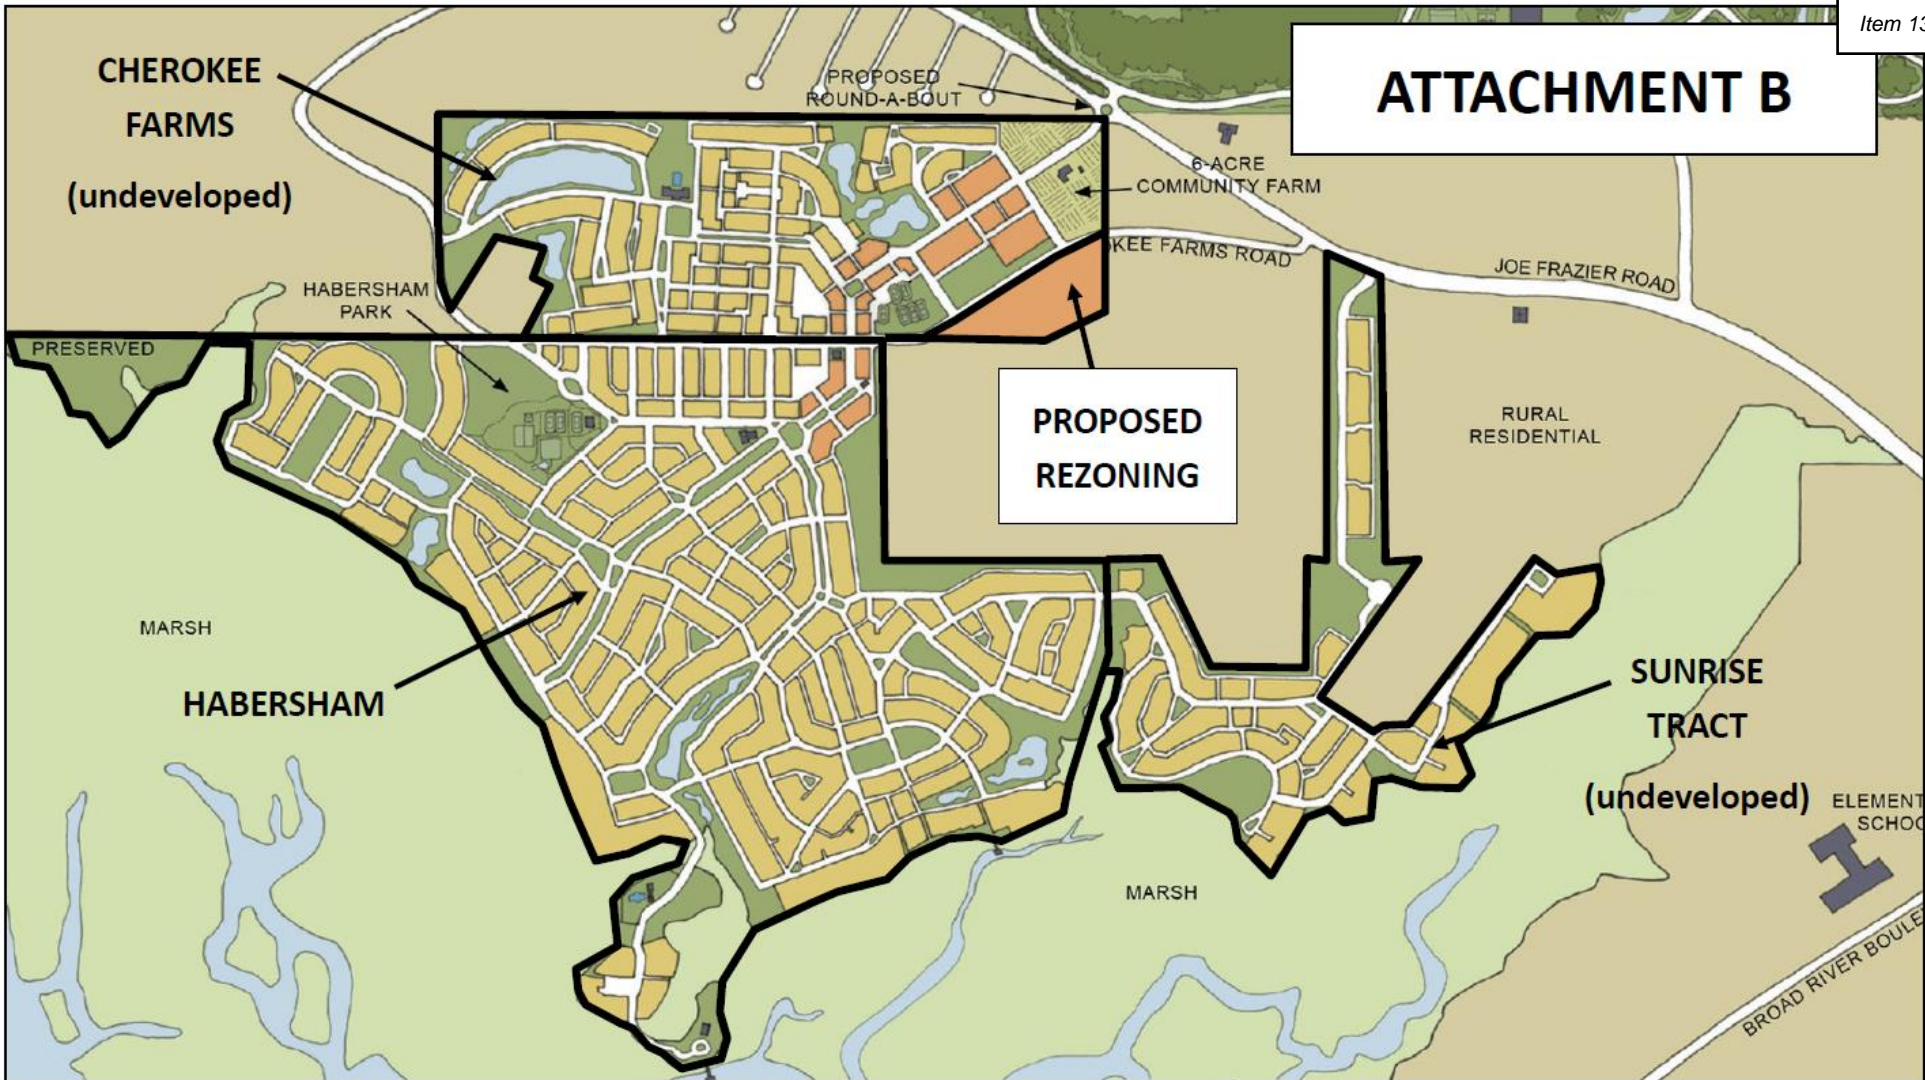 Item 13
ATTACHMENT B
CHEROKEE
FARMS
(undeveloped)
PROPOSED
ROUND-A-BOUT
6-ACRE
COMMUNITY FARM
KEE FARMS ROAD
JOE FRAZIER ROAD
HABERSHAM
PARK
PRESERVED
PROPOSED
REZONING
RURAL
RESIDENTIAL
MARSH
HABERSHAM
SUNRISE
TRACT
(undeveloped)
ELEMENT
SCHOO
MARSH
BROAD RIVER BOULE